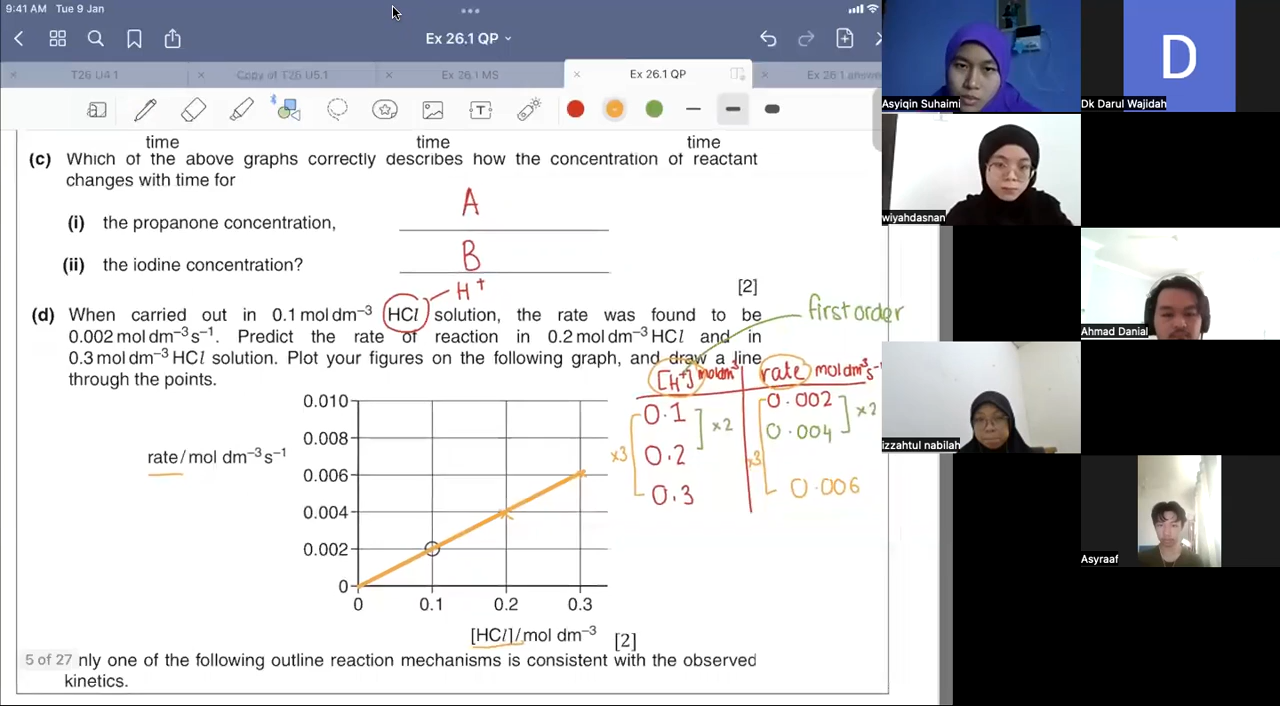 9:41 AM Tue 9 Jan
Ex 26.1 QP
T26 U4 1
Copy of T26 U5.1
Ex 26.1 MS
Ex 26.1 QP
Ex 26 1 answe
time time time
(c) Which of the above graphs correctly describes how the concentration of reactant
changes with time for
(i) the propanone concentration, A
(ii) the iodine concentration? B
[2]
H⁺
first order
(d) When carried out in 0.1 mol dm⁻³ HCl solution, the rate was found to be
0.002 mol dm⁻³ s⁻¹. Predict the rate of reaction in 0.2 mol dm⁻³ HCl and in
0.3 mol dm⁻³ HCl solution. Plot your figures on the following graph, and draw a line
through the points.
[H⁺] moldm³ rate moldm³s⁻¹
0.1 0.002
×2 ×2
0.2 0.004
×3 ×3
0.3 0.006
0.010
0.008
0.006
0.004
0.002
0
rate/mol dm⁻³ s⁻¹
0 0.1 0.2 0.3
[HCl]/mol dm⁻³ [2]
5 of 27
nly one of the following outline reaction mechanisms is consistent with the observed
kinetics.
Asyiqin Suhaimi
D
Dk Darul Wajidah
wiyahdasnan
Ahmad Danial
izzahtul nabilah
Asyraaf